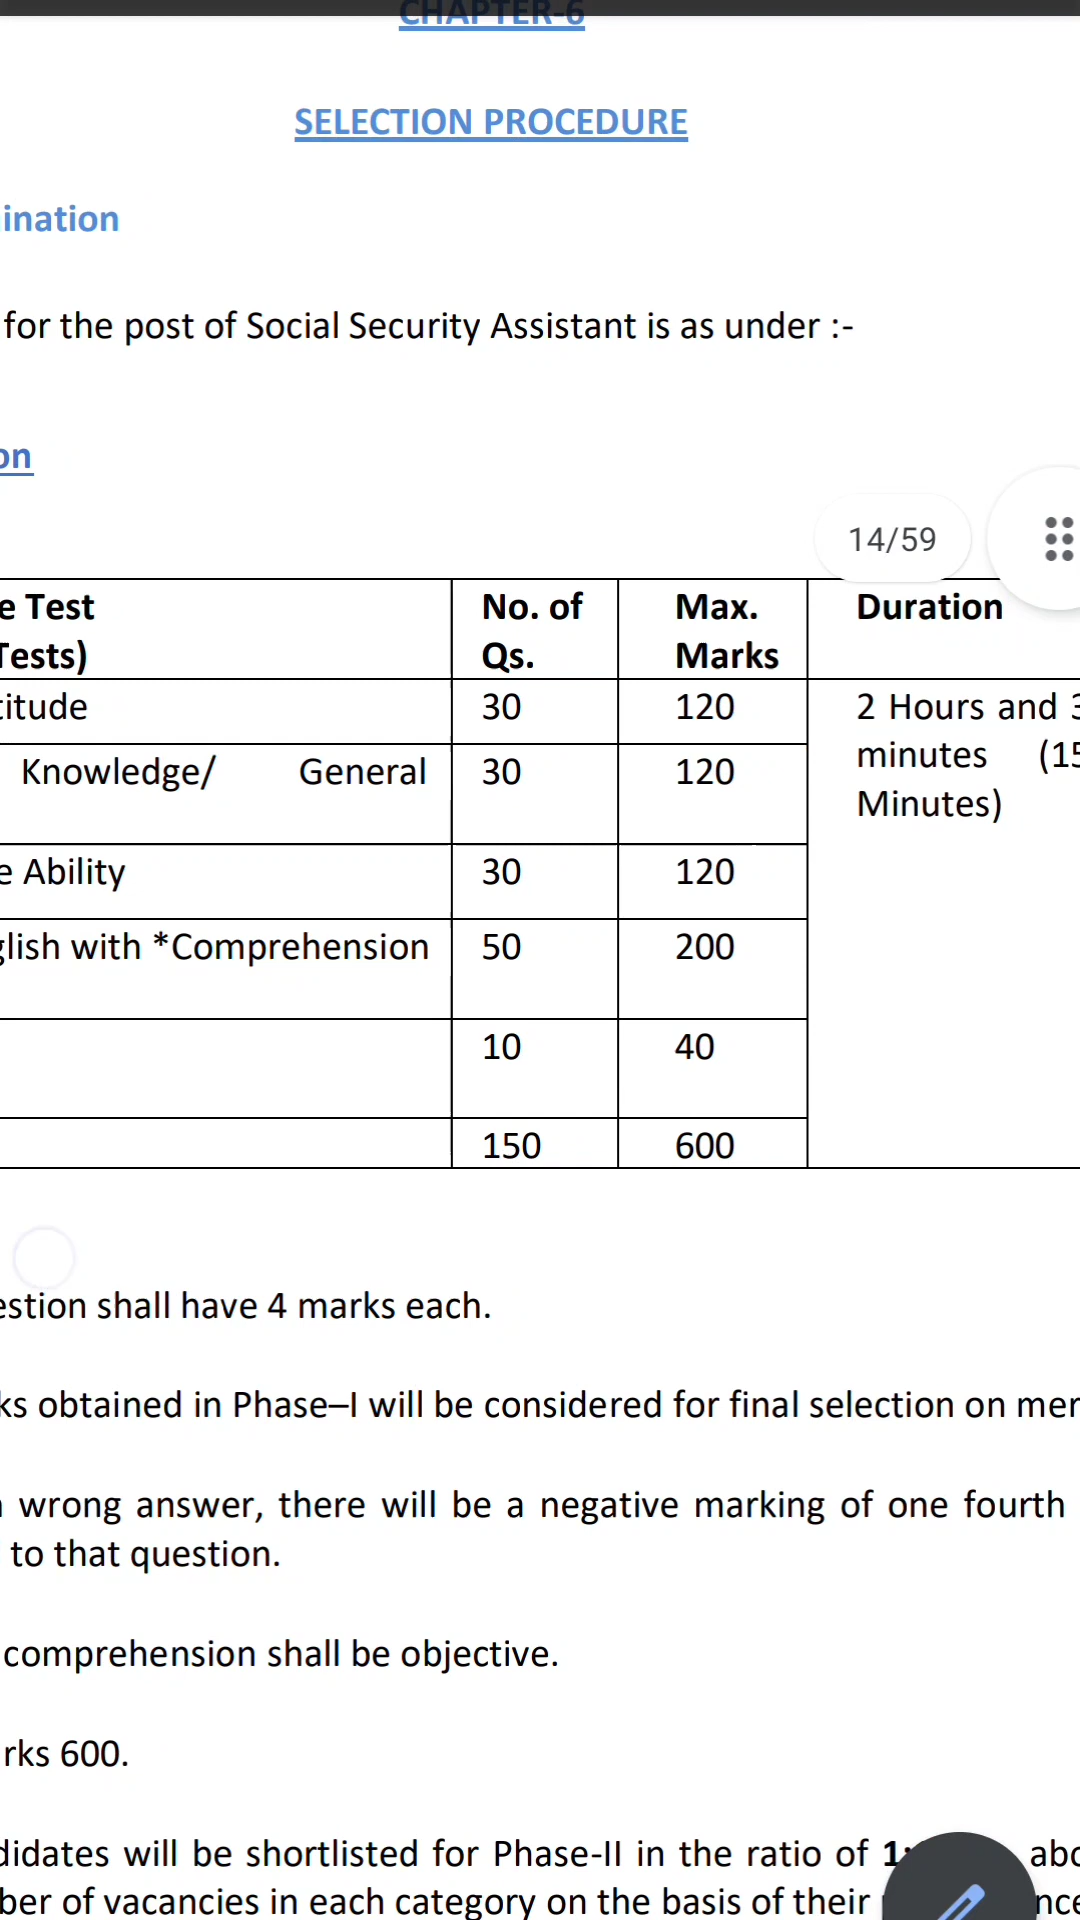 CHAPTER-6
SELECTION PROCEDURE
ination
for the post of Social Security Assistant is as under :-
on
14/59
e Test
No. of
Max.
Duration
Tests)
Qs.
Marks
titude
30
120
2 Hours and
minutes (15
Minutes)
Knowledge/ General
30
120
e Ability
30
120
glish with *Comprehension
50
200
10
40
150
600
estion shall have 4 marks each.
ks obtained in Phase–I will be considered for final selection on mer
wrong answer, there will be a negative marking of one fourth
to that question.
comprehension shall be objective.
rks 600.
didates will be shortlisted for Phase-II in the ratio of 1: abo
ber of vacancies in each category on the basis of their nce